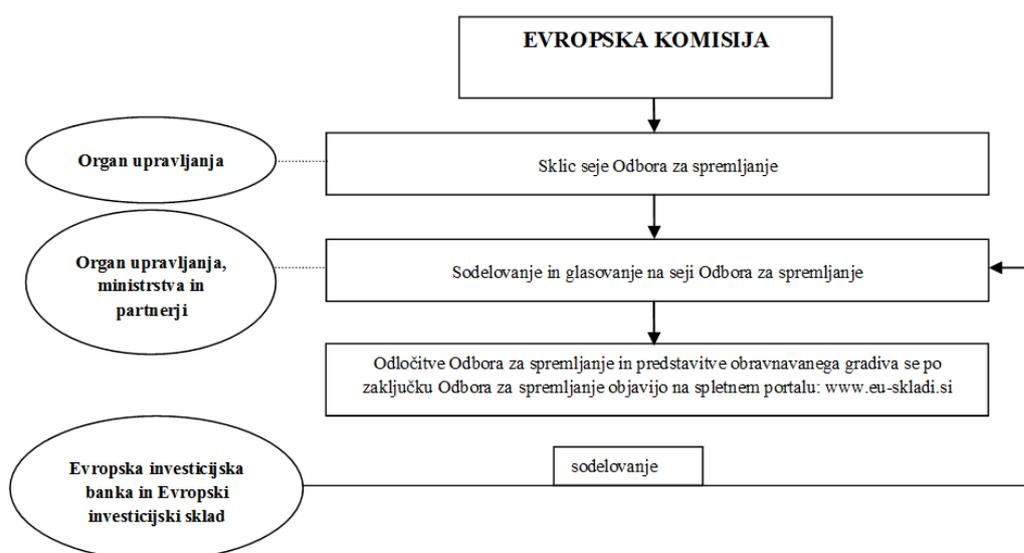 EVROPSKA KOMISIJA
Organ upravljanja
Sklic seje Odbora za spremljanje
Organ upravljanja,
ministrstva in
partnerji
Sodelovanje in glasovanje na seji Odbora za spremljanje
Odločitve Odbora za spremljanje in predstavitve obravnavanega gradiva se po
zaključku Odbora za spremljanje objavijo na spletnem portalu: www.eu-skladi.si
Evropska investicijska
banka in Evropski
investicijski sklad
sodelovanje